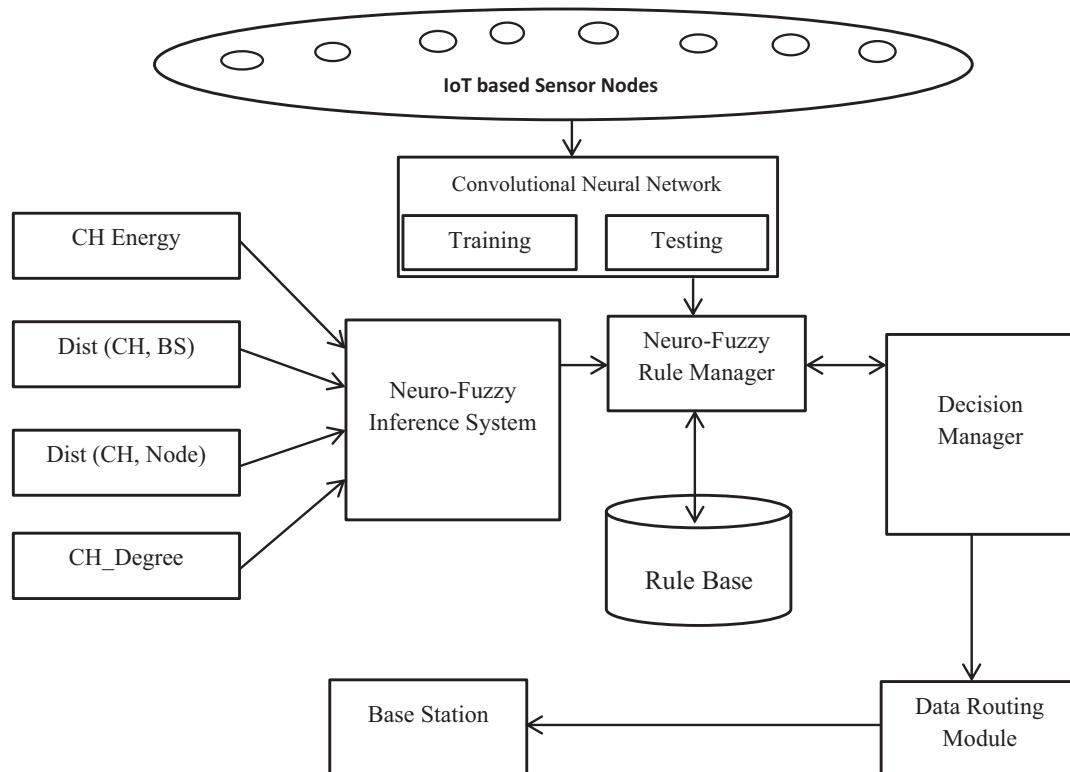 IoT based Sensor Nodes
Convolutional Neural Network
Training
Testing
CH Energy
Dist (CH, BS)
Dist (CH, Node)
CH_Degree
Neuro-Fuzzy
Inference System
Neuro-Fuzzy
Rule Manager
Decision
Manager
Rule Base
Base Station
Data Routing
Module